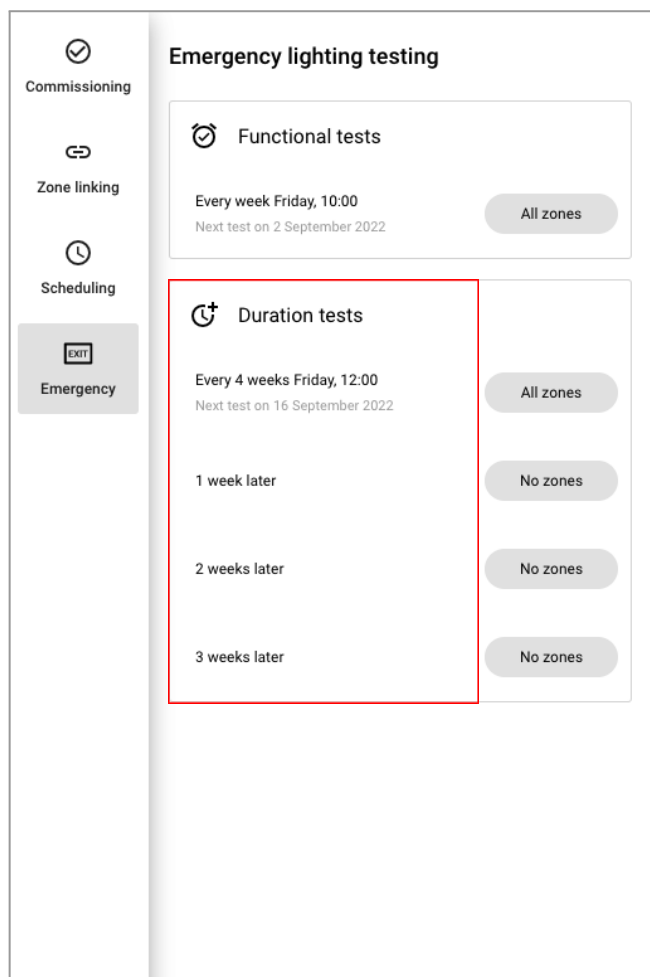 Commissioning
Zone linking
Scheduling
EXIT
Emergency
Emergency lighting testing
Functional tests
Every week Friday, 10:00
Next test on 2 September 2022
All zones
Duration tests
Every 4 weeks Friday, 12:00
Next test on 16 September 2022
All zones
1 week later
No zones
2 weeks later
No zones
3 weeks later
No zones